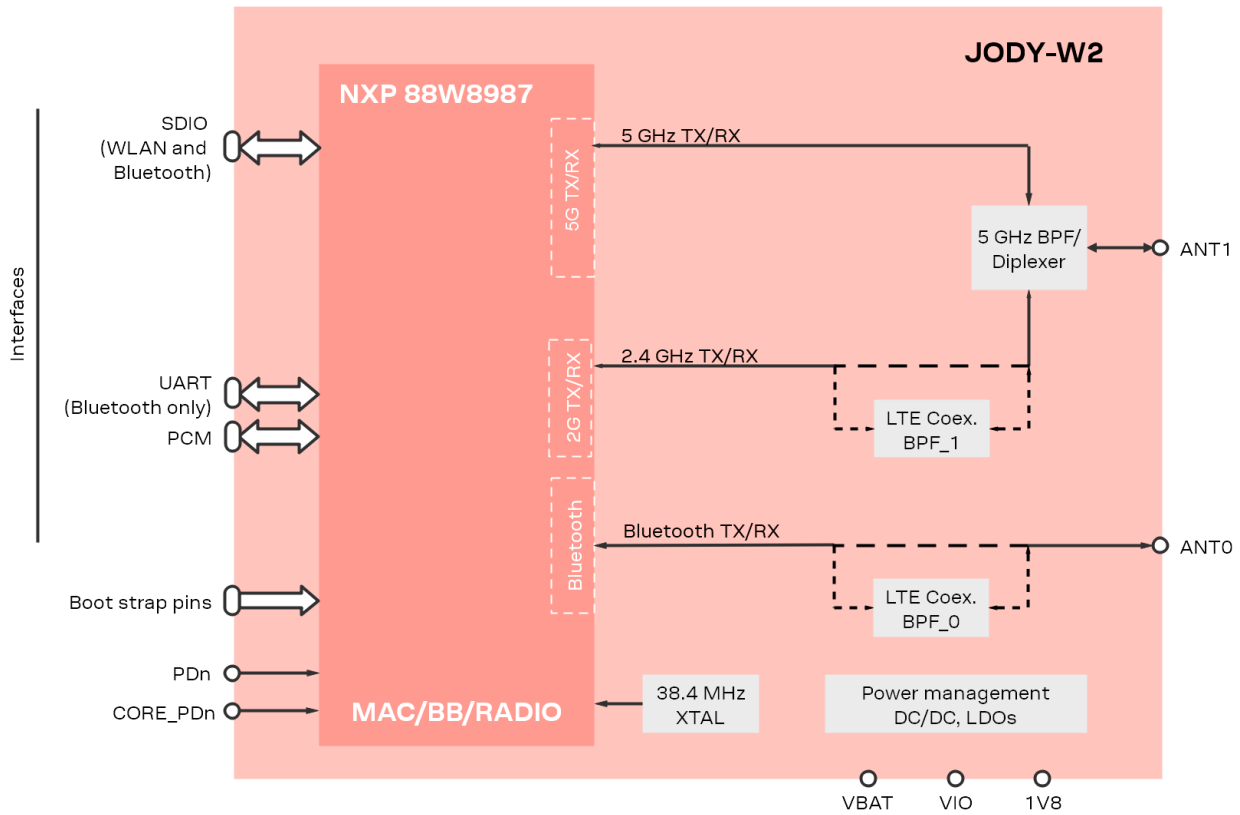 JODY-W2
NXP 88W8987
SDIO
(WLAN and
Bluetooth)
5G TX/RX
5 GHz TX/RX
5 GHz BPF/
Diplexer
ANT1
Interfaces
2.4 GHz TX/RX
2G TX/RX
UART
(Bluetooth only)
PCM
LTE Coex.
BPF_1
Bluetooth
Bluetooth TX/RX
ANT0
LTE Coex.
BPF_0
Boot strap pins
PDn
CORE_PDn
MAC/BB/RADIO
38.4 MHz
XTAL
Power management
DC/DC, LDOs
VBAT
VIO
1V8